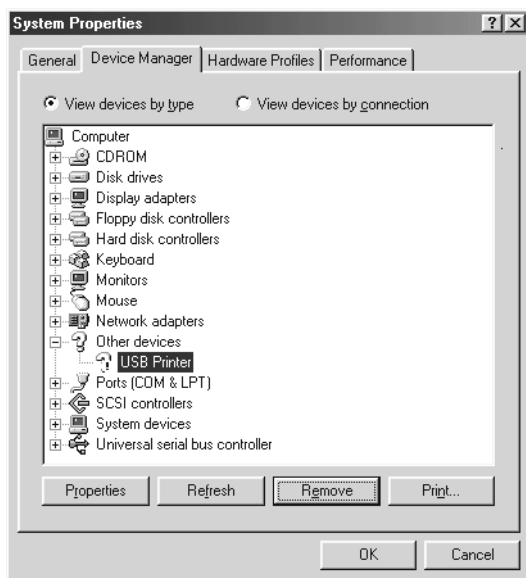 System Properties
General Device Manager Hardware Profiles Performance
View devices by type View devices by connection
Computer
CDROM
Disk drives
Display adapters
Floppy disk controllers
Hard disk controllers
Keyboard
Monitors
Mouse
Network adapters
Other devices
USB Printer
Ports (COM & LPT)
SCSI controllers
System devices
Universal serial bus controller
Properties Refresh Remove Print...
OK Cancel